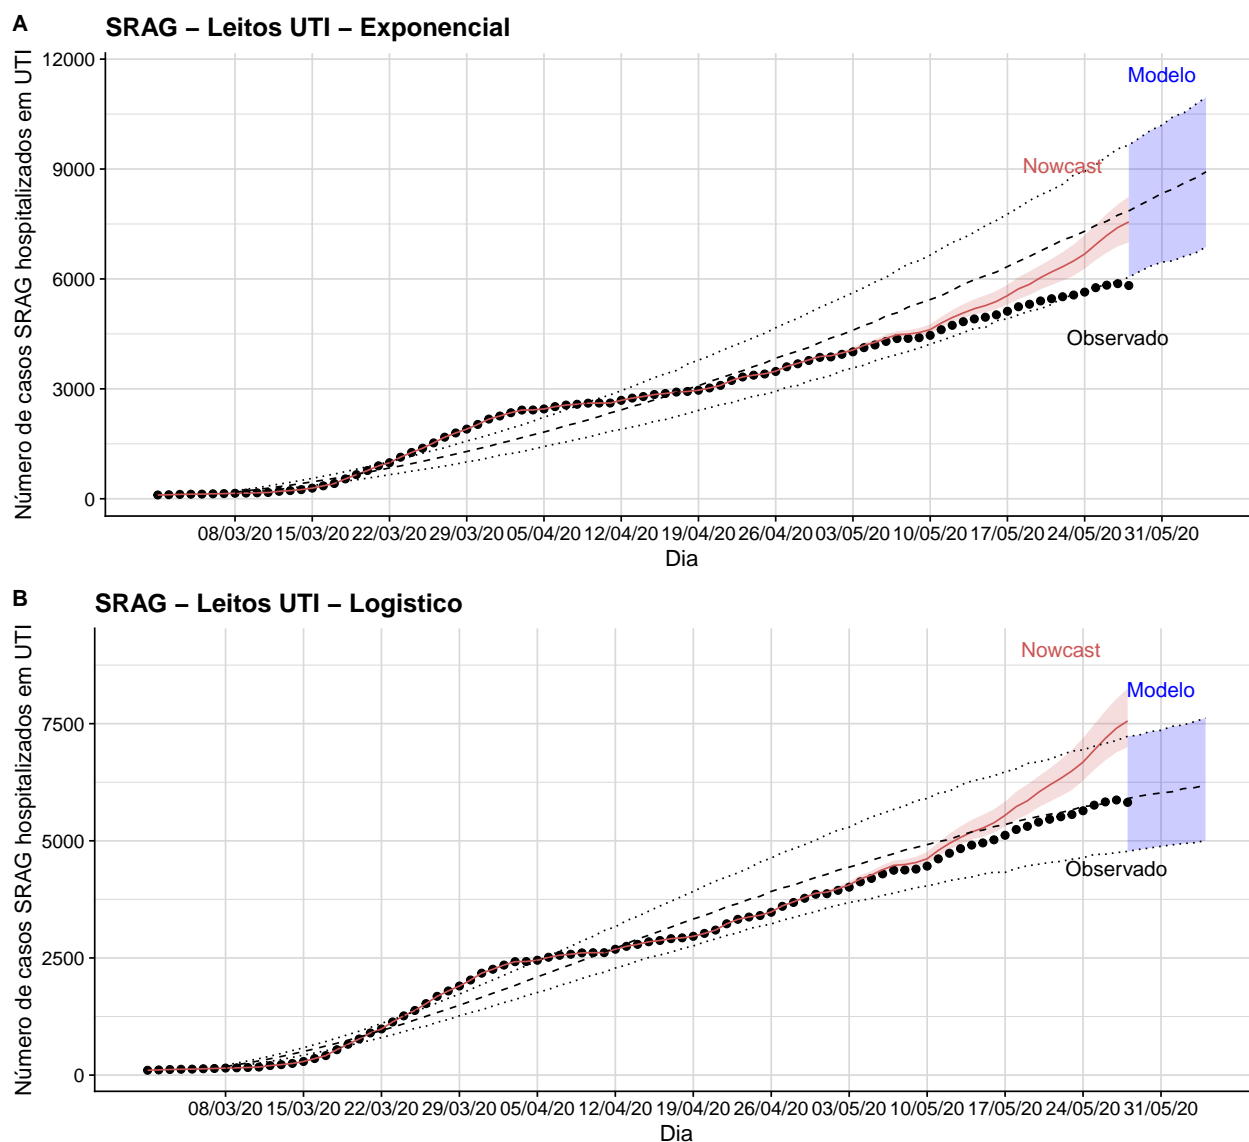 A
SRAG – Leitos UTI – Exponencial
Número de casos SRAG hospitalizados em UTI
12000
9000
6000
3000
0
Modelo
Nowcast
Observado
08/03/20 15/03/20 22/03/20 29/03/20 05/04/20 12/04/20 19/04/20 26/04/20 03/05/20 10/05/20 17/05/20 24/05/20 31/05/20
Dia
B
SRAG – Leitos UTI – Logistico
Número de casos SRAG hospitalizados em UTI
7500
5000
2500
0
Nowcast
Modelo
Observado
08/03/20 15/03/20 22/03/20 29/03/20 05/04/20 12/04/20 19/04/20 26/04/20 03/05/20 10/05/20 17/05/20 24/05/20 31/05/20
Dia